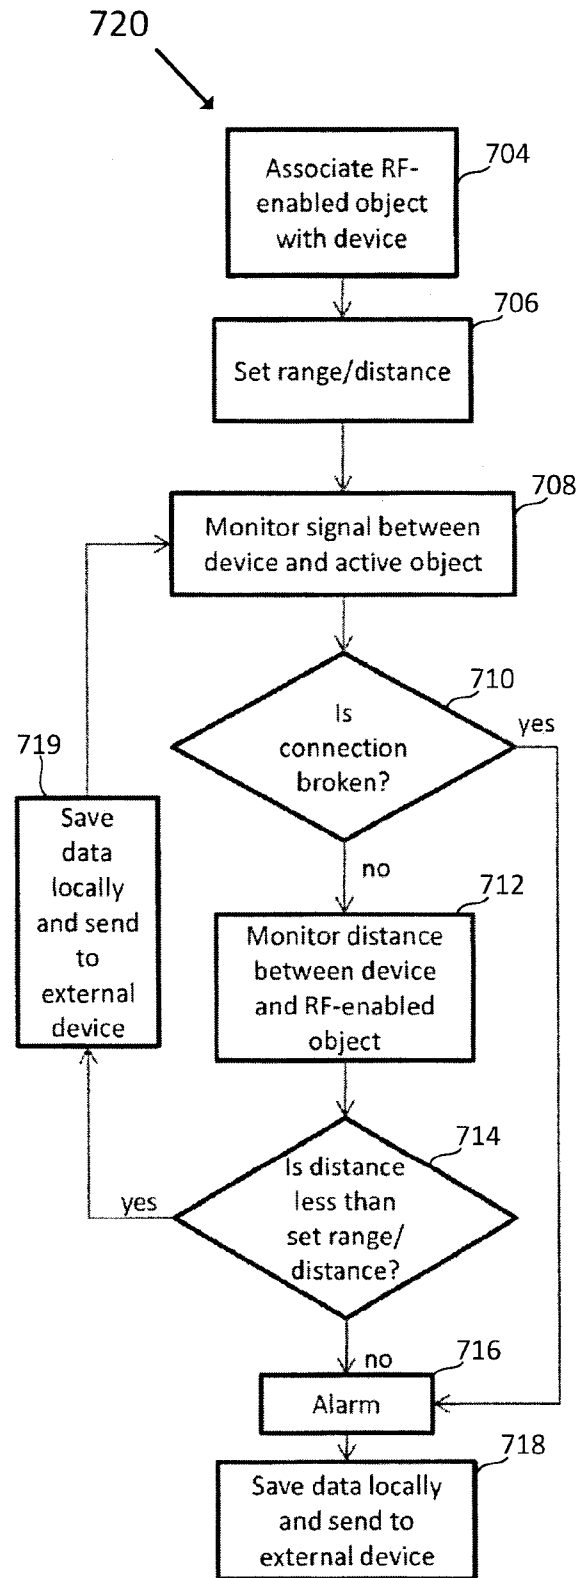 720
704
Associate RF-
enabled object
with device
706
Set range/distance
708
Monitor signal between
device and active object
710
Is
connection
broken?
yes
719
Save
data
locally
and send
to
external
device
no
712
Monitor distance
between device
and RF-enabled
object
714
Is distance
less than
set range/
distance?
yes
no
716
Alarm
718
Save data locally
and send to
external device